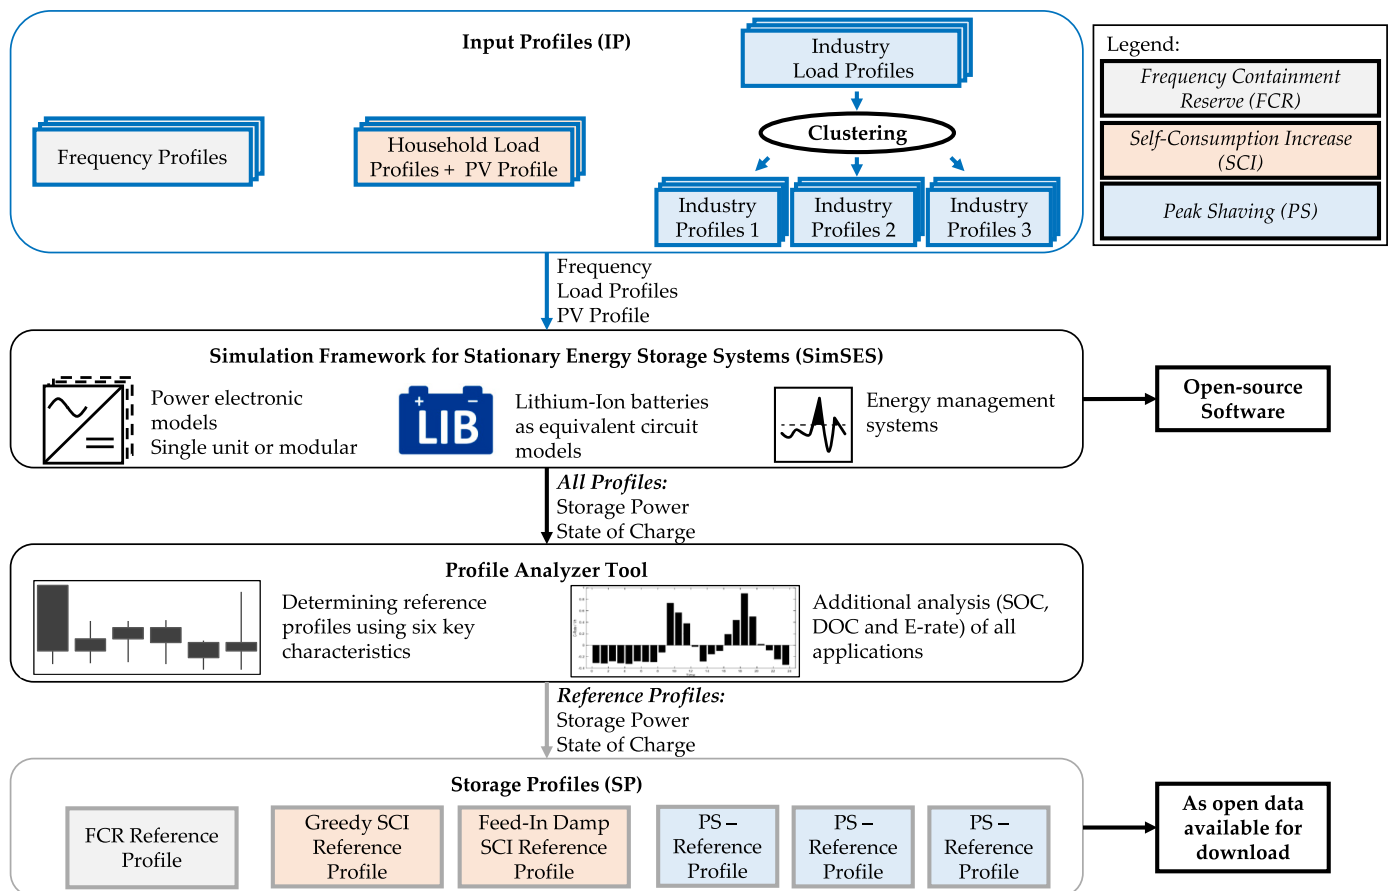 Input Profiles (IP)
Industry
Load Profiles
Clustering
Frequency Profiles
Household Load
Profiles + PV Profile
Industry
Profiles 1
Industry
Profiles 2
Industry
Profiles 3
Legend:
Frequency Containment
Reserve (FCR)
Self-Consumption Increase
(SCI)
Peak Shaving (PS)
Frequency
Load Profiles
PV Profile
Simulation Framework for Stationary Energy Storage Systems (SimSES)
Power electronic
models
Single unit or modular
+ −
LIB
Lithium-Ion batteries
as equivalent circuit
models
Energy management
systems
Open-source
Software
All Profiles:
Storage Power
State of Charge
Profile Analyzer Tool
Determining reference
profiles using six key
characteristics
Additional analysis (SOC,
DOC and E-rate) of all
applications
Reference Profiles:
Storage Power
State of Charge
Storage Profiles (SP)
FCR Reference
Profile
Greedy SCI
Reference
Profile
Feed-In Damp
SCI Reference
Profile
PS –
Reference
Profile
PS –
Reference
Profile
PS –
Reference
Profile
As open data
available for
download